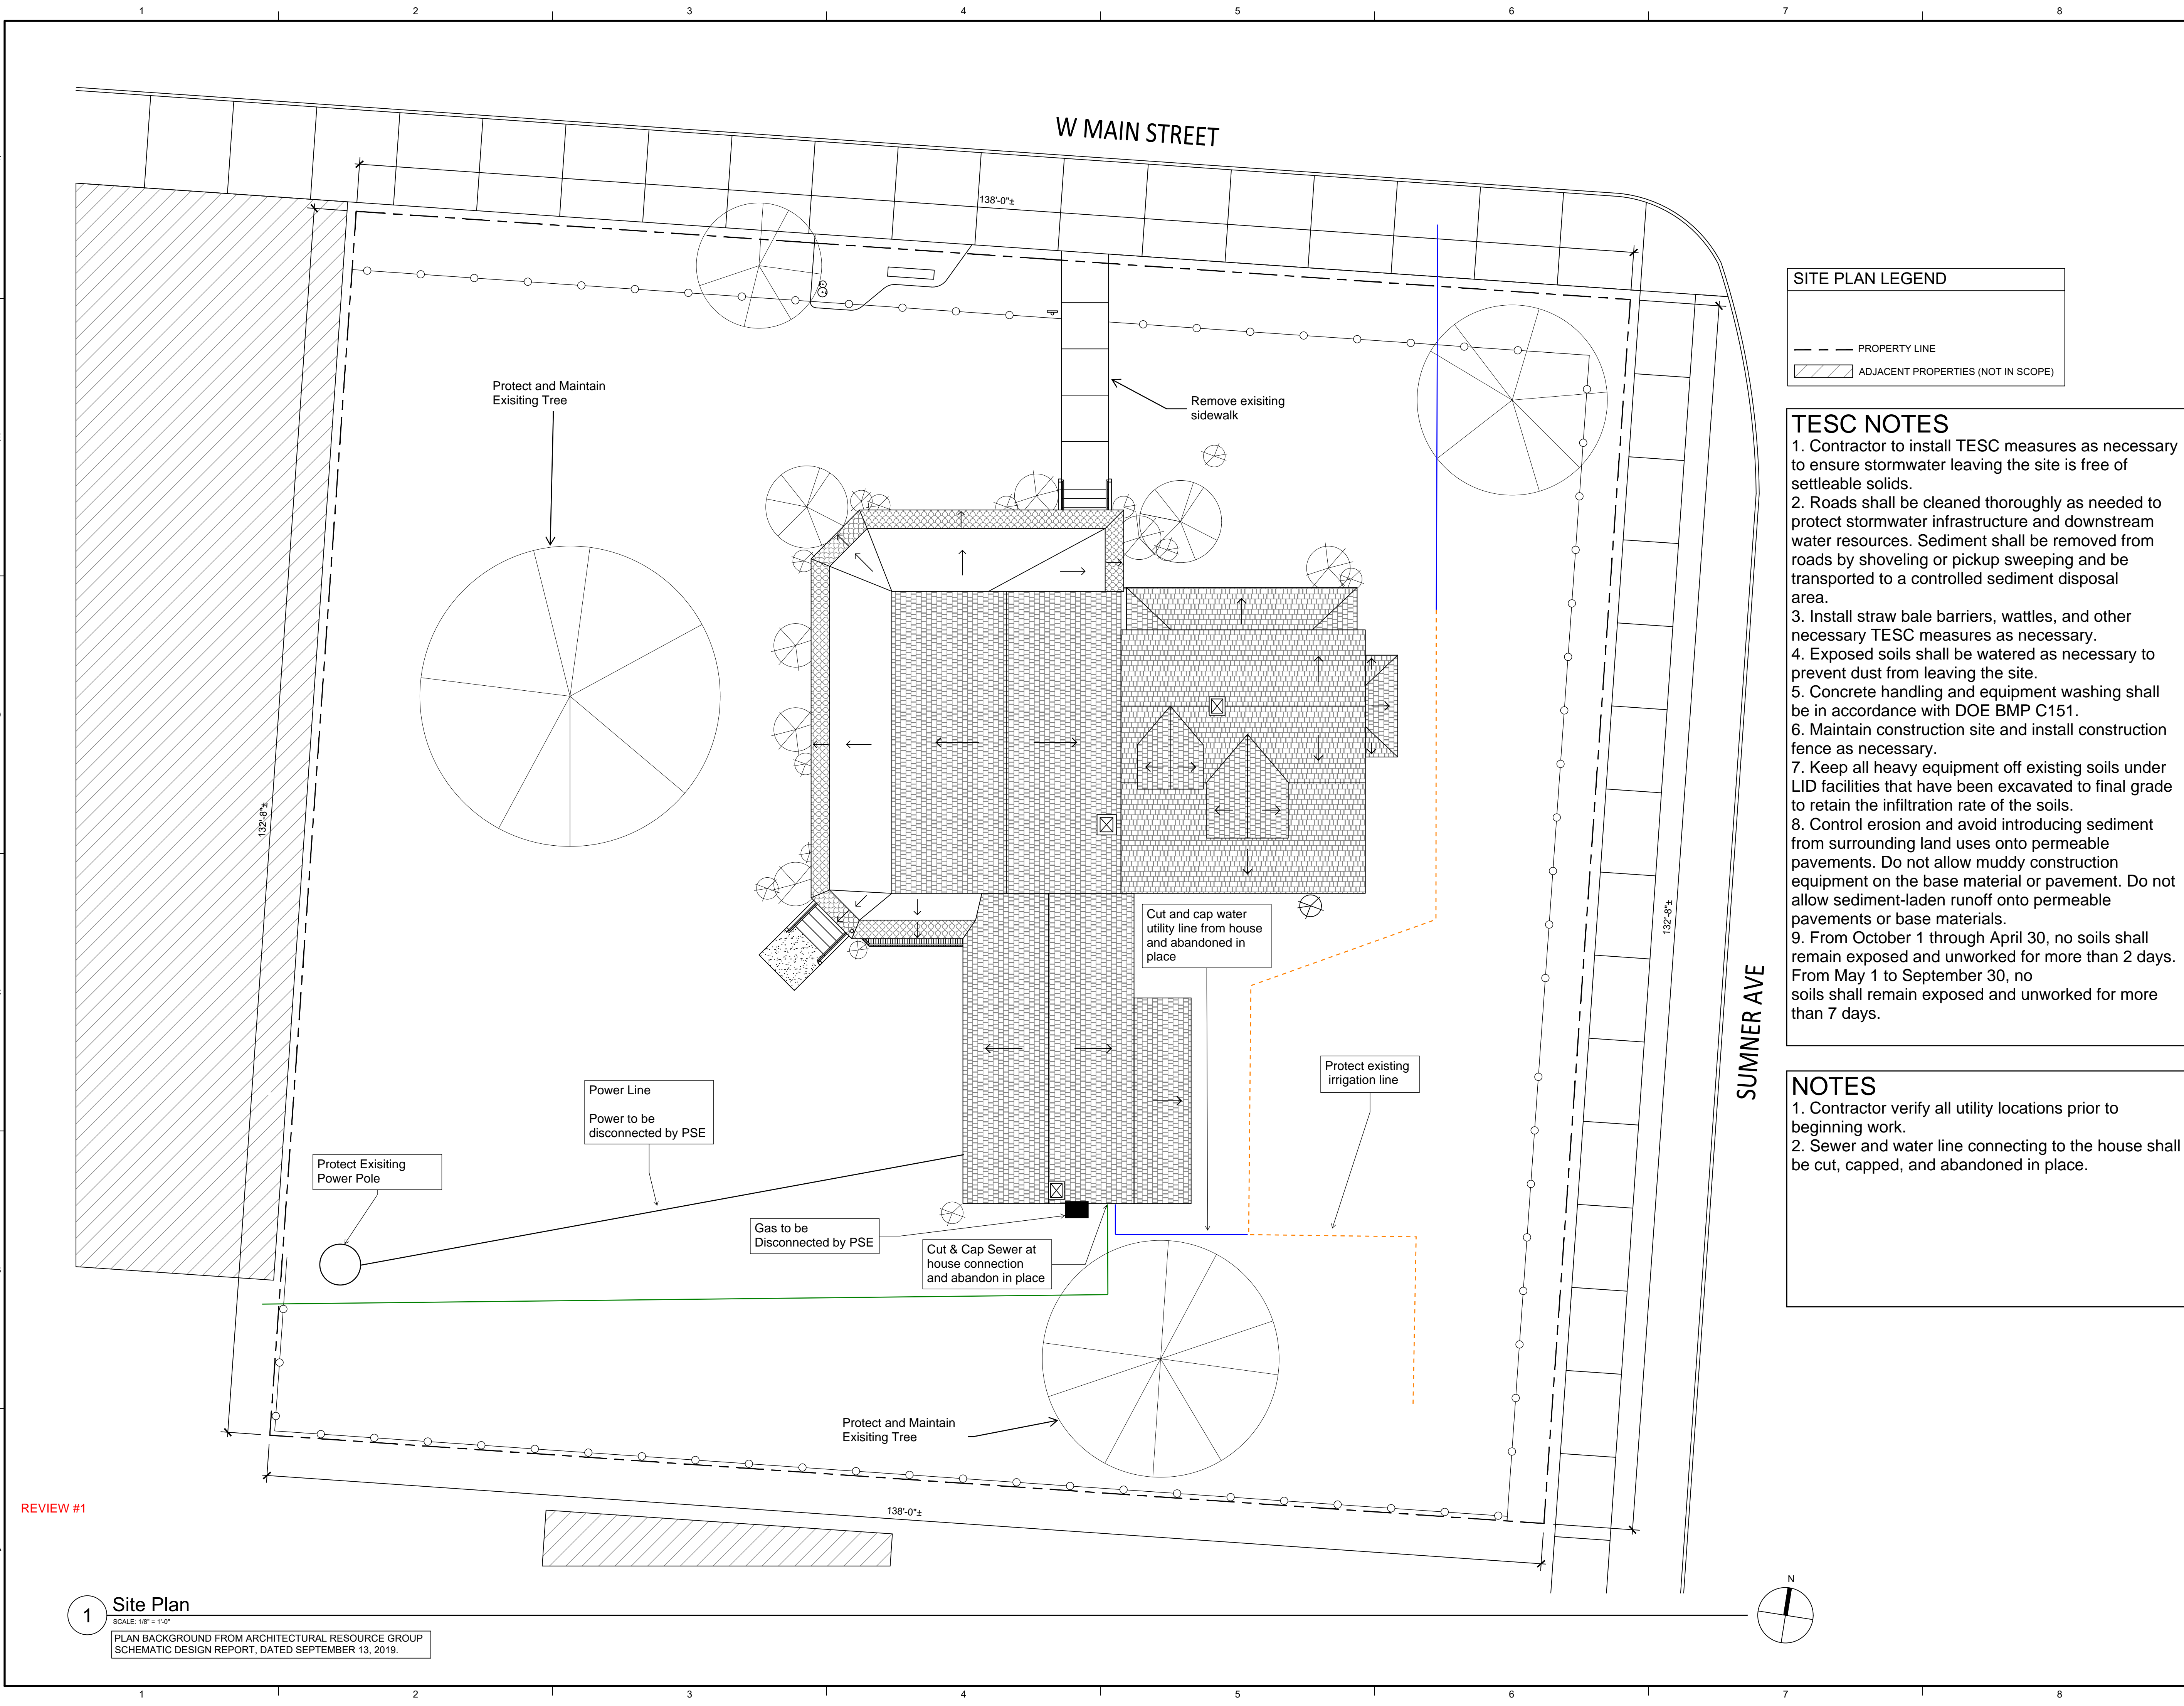 1 2 3 4 5 6 7 8
W MAIN STREET
138'-0"±
SITE PLAN LEGEND
PROPERTY LINE
ADJACENT PROPERTIES (NOT IN SCOPE)
Protect and Maintain
Exisiting Tree
Remove exisiting
sidewalk
TESC NOTES
1. Contractor to install TESC measures as necessary
to ensure stormwater leaving the site is free of
settleable solids.
2. Roads shall be cleaned thoroughly as needed to
protect stormwater infrastructure and downstream
water resources. Sediment shall be removed from
roads by shoveling or pickup sweeping and be
transported to a controlled sediment disposal
area.
3. Install straw bale barriers, wattles, and other
necessary TESC measures as necessary.
4. Exposed soils shall be watered as necessary to
prevent dust from leaving the site.
5. Concrete handling and equipment washing shall
be in accordance with DOE BMP C151.
6. Maintain construction site and install construction
fence as necessary.
7. Keep all heavy equipment off existing soils under
LID facilities that have been excavated to final grade
to retain the infiltration rate of the soils.
8. Control erosion and avoid introducing sediment
from surrounding land uses onto permeable
pavements. Do not allow muddy construction
equipment on the base material or pavement. Do not
allow sediment-laden runoff onto permeable
pavements or base materials.
9. From October 1 through April 30, no soils shall
remain exposed and unworked for more than 2 days.
From May 1 to September 30, no
soils shall remain exposed and unworked for more
than 7 days.
132'-8"±
132'-8"±
SUMNER AVE
Cut and cap water
utility line from house
and abandoned in
place
Protect existing
irrigation line
Power Line
Power to be
disconnected by PSE
Protect Exisiting
Power Pole
Gas to be
Disconnected by PSE
Cut & Cap Sewer at
house connection
and abandon in place
NOTES
1. Contractor verify all utility locations prior to
beginning work.
2. Sewer and water line connecting to the house shall
be cut, capped, and abandoned in place.
Protect and Maintain
Exisiting Tree
REVIEW #1
138'-0"±
1
Site Plan
SCALE: 1/8" = 1'-0"
PLAN BACKGROUND FROM ARCHITECTURAL RESOURCE GROUP
SCHEMATIC DESIGN REPORT, DATED SEPTEMBER 13, 2019.
N
1 2 3 4 5 6 7 8